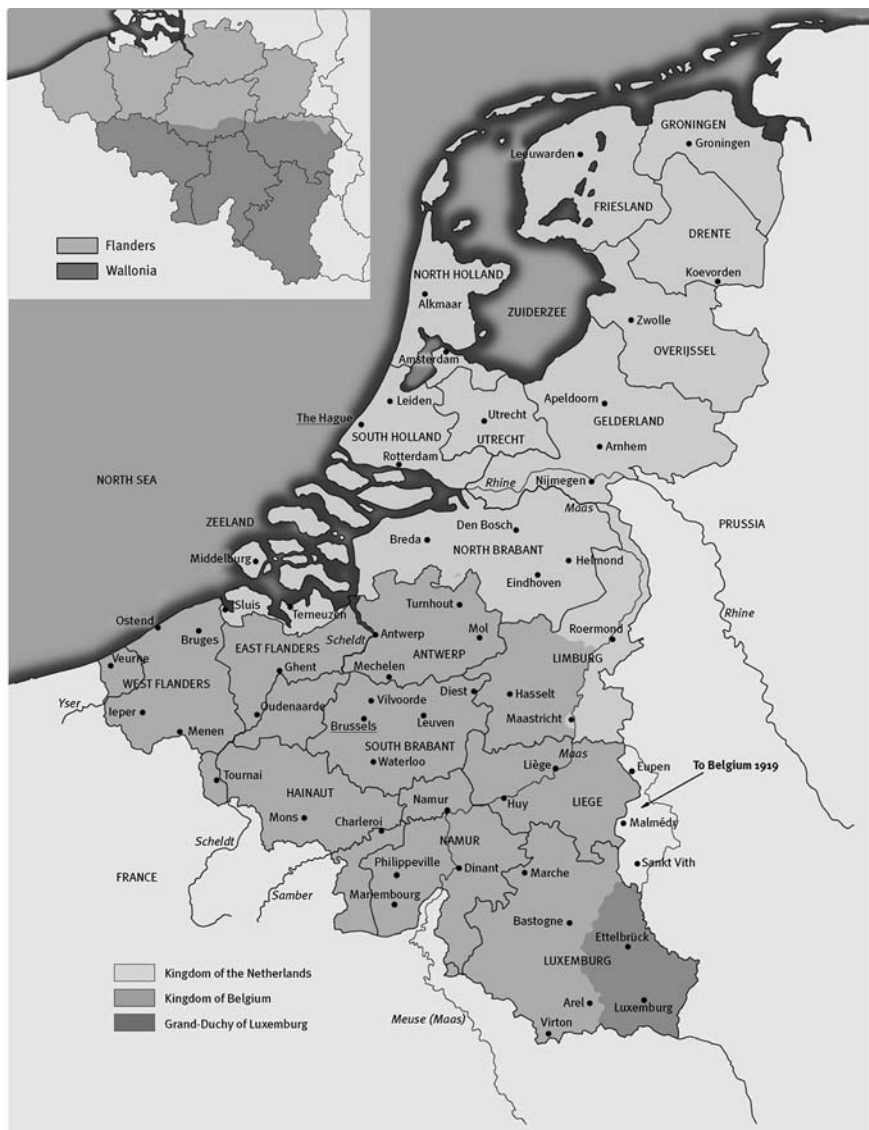 Flanders
Wallonia
GRONINGEN
Groningen
Leeuwarden
FRIESLAND
DRENTE
Koevorden
NORTH HOLLAND
Alkmaar
ZUIDERZEE
Zwolle
OVERIJSSEL
Amsterdam
Leiden
Apeldoorn
The Hague
Utrecht
GELDERLAND
SOUTH HOLLAND
UTRECHT
Arnhem
Rotterdam
NORTH SEA
Rhine
Nijmegen
Maas
ZEELAND
PRUSSIA
Den Bosch
Breda
NORTH BRABANT
Middelburg
Helmond
Eindhoven
Sluis
Terneuzen
Turnhout
Rhine
Ostend
Bruges
Scheldt
Antwerp
Mol
Roermond
EAST FLANDERS
ANTWERP
LIMBURG
Veurne
Ghent
Mechelen
WEST FLANDERS
Diest
Hasselt
Yser
Ieper
Oudenaarde
Vilvoorde
Brussels
Leuven
Maastricht
Menen
SOUTH BRABANT
Maas
Waterloo
Liège
Eupen
To Belgium 1919
Tournai
HAINAUT
Namur
Huy
LIEGE
Mons
Charleroi
Malmédy
Scheldt
NAMUR
Philippeville
Dinant
Marche
Sankt Vith
FRANCE
Samber
Mariembourg
Bastogne
Ettelbrück
LUXEMBURG
Kingdom of the Netherlands
Kingdom of Belgium
Grand-Duchy of Luxemburg
Arel
Luxemburg
Meuse (Maas)
Virton